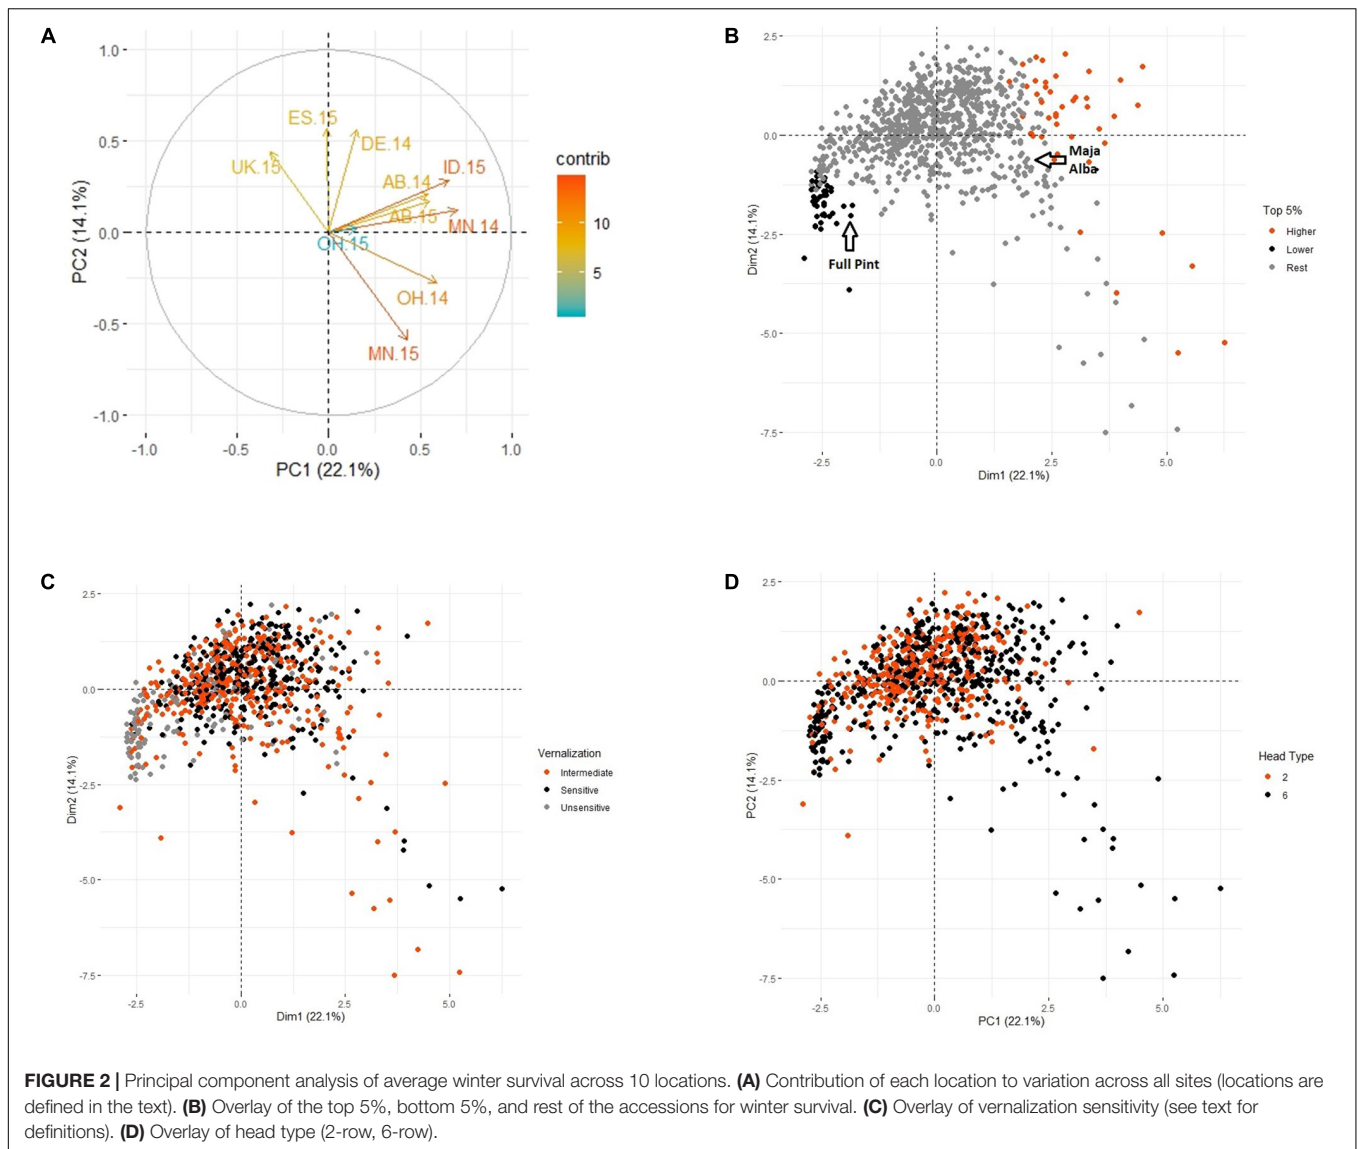 A
1.0
0.5
0.0
-0.5
-1.0
PC2 (14.1%)
ES.15
DE.14
UK.15
AB.14
ID.15
AB.15
MN.14
OH.15
OH.14
MN.15
-1.0 -0.5 0.0 0.5 1.0
PC1 (22.1%)
contrib
10
5
B
2.5
0.0
-2.5
-5.0
-7.5
Dim2 (14.1%)
Maja
Alba
Full Pint
-2.5 0.0 2.5 5.0
Dim1 (22.1%)
Top 5%
Higher
Lower
Rest
C
2.5
0.0
-2.5
-5.0
-7.5
Dim2 (14.1%)
-2.5 0.0 2.5 5.0
Dim1 (22.1%)
Vernalization
Intermediate
Sensitive
Unsensitive
D
2.5
0.0
-2.5
-5.0
-7.5
PC2 (14.1%)
-2.5 0.0 2.5 5.0
PC1 (22.1%)
Head Type
2
6
FIGURE 2 | Principal component analysis of average winter survival across 10 locations. (A) Contribution of each location to variation across all sites (locations are
defined in the text). (B) Overlay of the top 5%, bottom 5%, and rest of the accessions for winter survival. (C) Overlay of vernalization sensitivity (see text for
definitions). (D) Overlay of head type (2-row, 6-row).